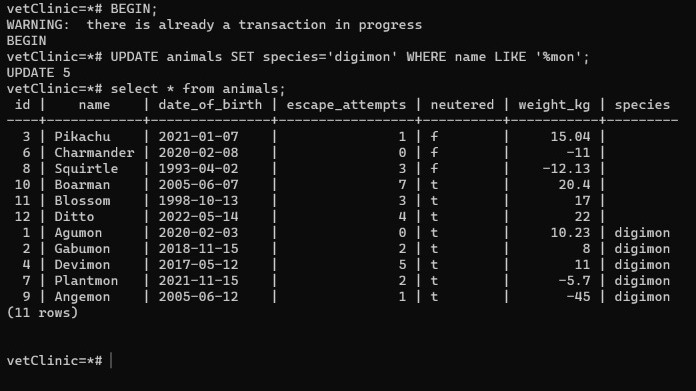 vetClinic=*# BEGIN;
WARNING:  there is already a transaction in progress
BEGIN
vetClinic=*# UPDATE animals SET species='digimon' WHERE name LIKE '%mon';
UPDATE 5
vetClinic=*# select * from animals;
 id |    name    | date_of_birth | escape_attempts | neutered | weight_kg | species
----+------------+---------------+-----------------+----------+-----------+---------
  3 | Pikachu    | 2021-01-07    |               1 | f        |     15.04 |
  6 | Charmander | 2020-02-08    |               0 | f        |       -11 |
  8 | Squirtle   | 1993-04-02    |               3 | f        |    -12.13 |
 10 | Boarman    | 2005-06-07    |               7 | t        |      20.4 |
 11 | Blossom    | 1998-10-13    |               3 | t        |        17 |
 12 | Ditto      | 2022-05-14    |               4 | t        |        22 |
  1 | Agumon     | 2020-02-03    |               0 | t        |     10.23 | digimon
  2 | Gabumon    | 2018-11-15    |               2 | t        |         8 | digimon
  4 | Devimon    | 2017-05-12    |               5 | t        |        11 | digimon
  7 | Plantmon   | 2021-11-15    |               2 | t        |      -5.7 | digimon
  9 | Angemon    | 2005-06-12    |               1 | t        |       -45 | digimon
(11 rows)
vetClinic=*#